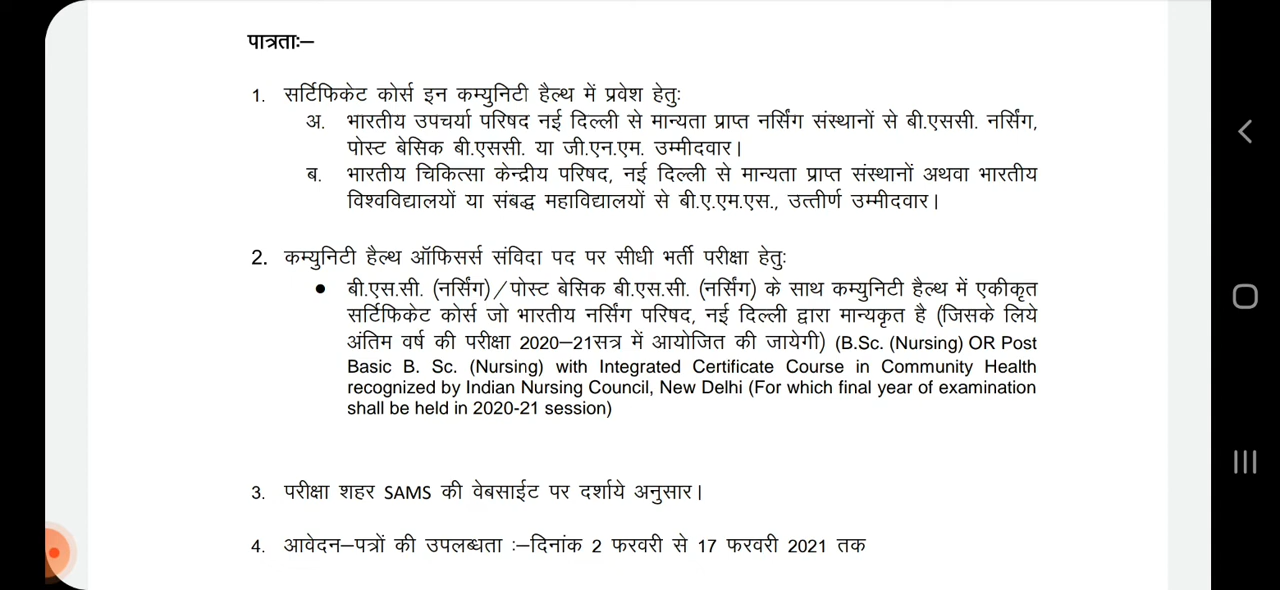 पात्रताः–
1. सर्टिफिकेट कोर्स इन कम्युनिटी हैल्थ में प्रवेश हेतुः
अ. भारतीय उपचर्या परिषद नई दिल्ली से मान्यता प्राप्त नर्सिंग संस्थानों से बी.एससी. नर्सिंग,
पोस्ट बेसिक बी.एससी. या जी.एन.एम. उम्मीदवार।
ब. भारतीय चिकित्सा केन्द्रीय परिषद, नई दिल्ली से मान्यता प्राप्त संस्थानों अथवा भारतीय
विश्वविद्यालयों या संबद्ध महाविद्यालयों से बी.ए.एम.एस., उत्तीर्ण उम्मीदवार।
2. कम्युनिटी हैल्थ ऑफिसर्स संविदा पद पर सीधी भर्ती परीक्षा हेतुः
• बी.एस.सी. (नर्सिंग)/पोस्ट बेसिक बी.एस.सी. (नर्सिंग) के साथ कम्युनिटी हैल्थ में एकीकृत
सर्टिफिकेट कोर्स जो भारतीय नर्सिंग परिषद, नई दिल्ली द्वारा मान्यकृत है (जिसके लिये
अंतिम वर्ष की परीक्षा 2020–21सत्र में आयोजित की जायेगी) (B.Sc. (Nursing) OR Post
Basic B. Sc. (Nursing) with Integrated Certificate Course in Community Health
recognized by Indian Nursing Council, New Delhi (For which final year of examination
shall be held in 2020-21 session)
3. परीक्षा शहर SAMS की वेबसाईट पर दर्शाये अनुसार।
4. आवेदन–पत्रों की उपलब्धता :–दिनांक 2 फरवरी से 17 फरवरी 2021 तक